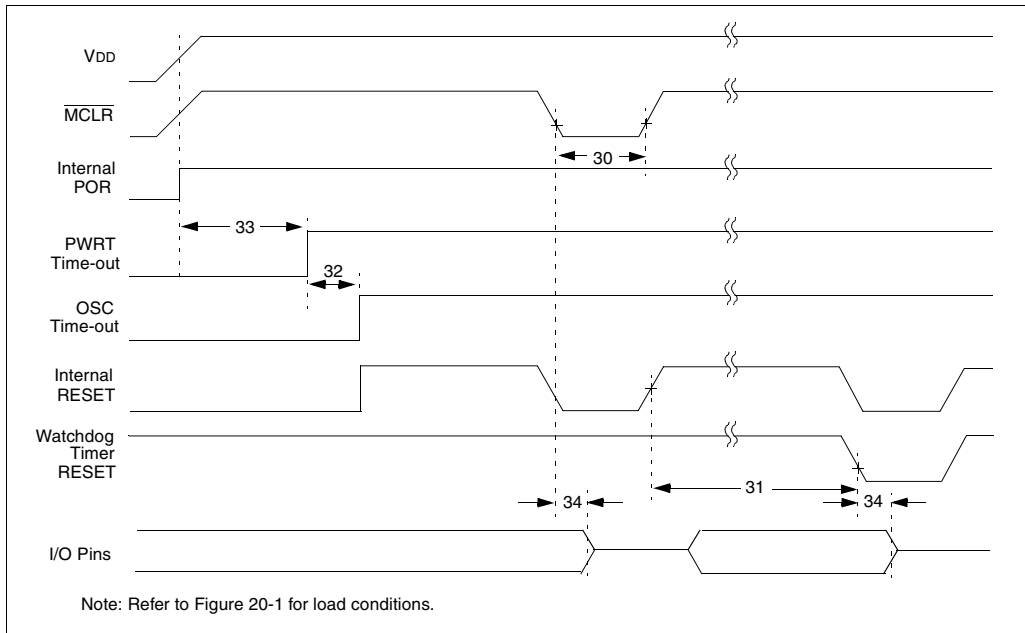 VDD
MCLR
30
Internal
POR
33
PWRT
Time-out
32
OSC
Time-out
Internal
RESET
Watchdog
Timer
RESET
31
34
34
I/O Pins
Note: Refer to Figure 20-1 for load conditions.